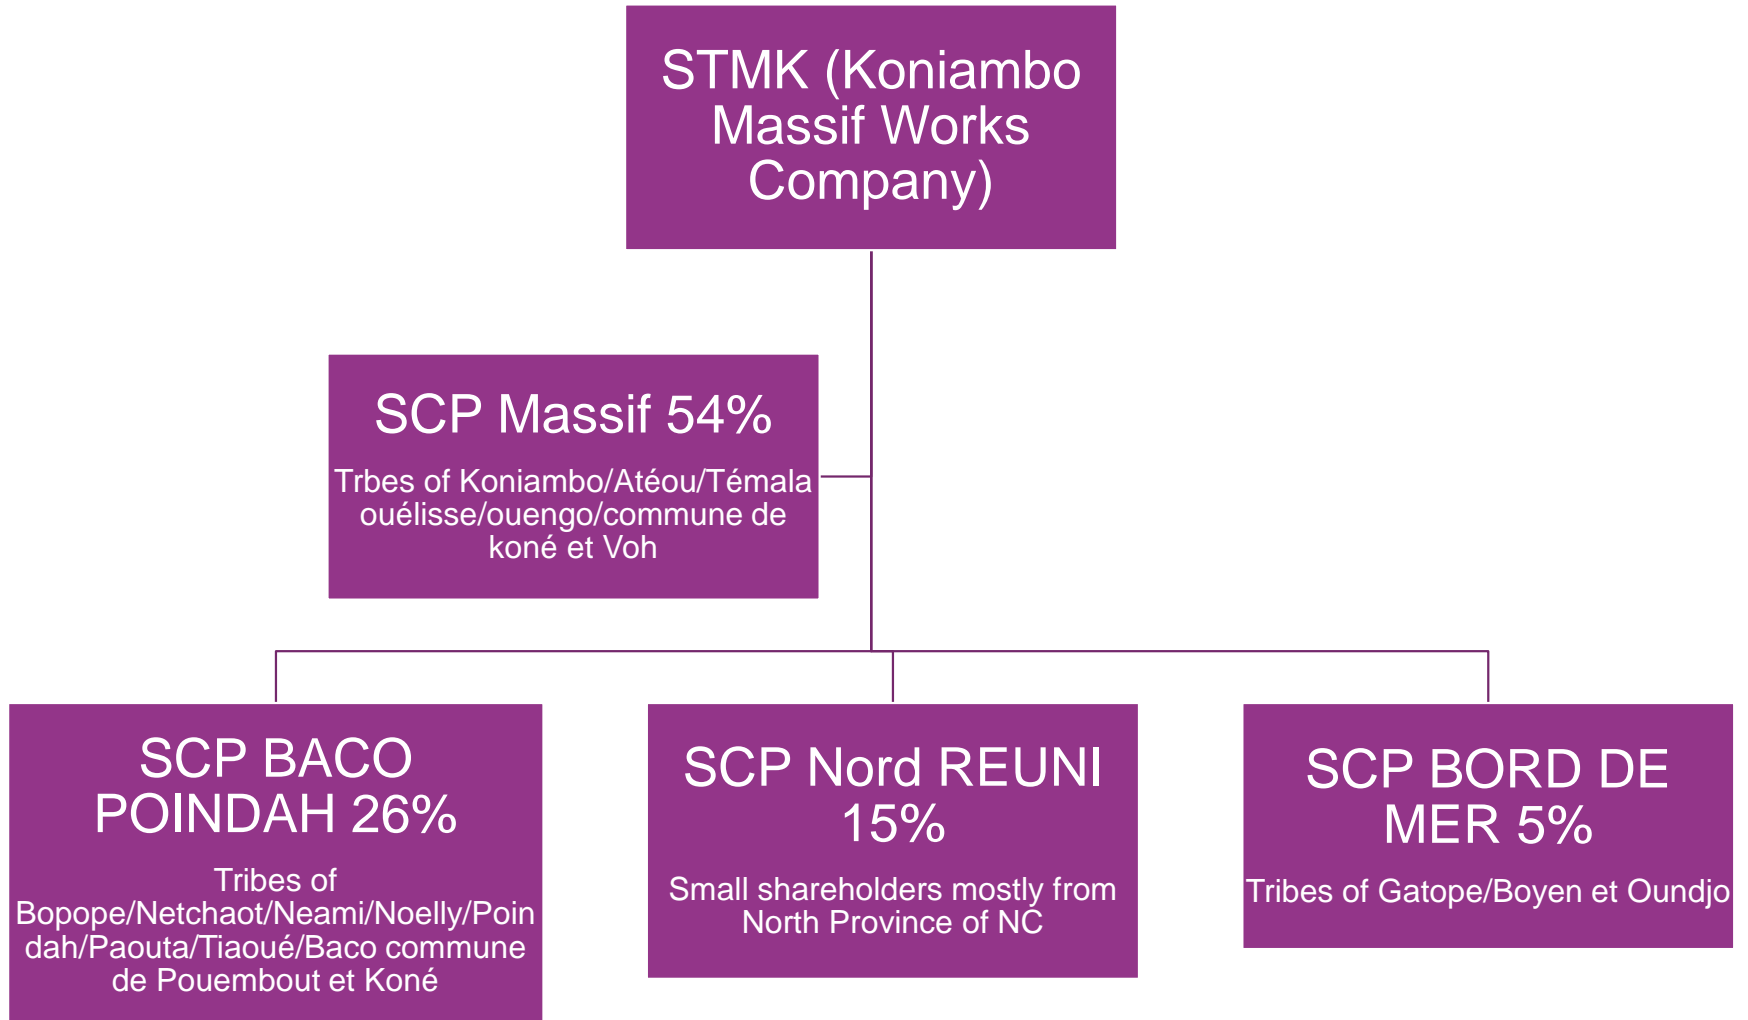 STMK (Koniambo
Massif Works
Company)
SCP Massif 54%
Trbes of Koniambo/Atéou/Témala
ouélisse/ouengo/commune de
koné et Voh
SCP BACO
POINDAH 26%
Tribes of
Bopope/Netchaot/Neami/Noelly/Poin
dah/Paouta/Tiaoué/Baco commune
de Pouembout et Koné
SCP Nord REUNI
15%
Small shareholders mostly from
North Province of NC
SCP BORD DE
MER 5%
Tribes of Gatope/Boyen et Oundjo